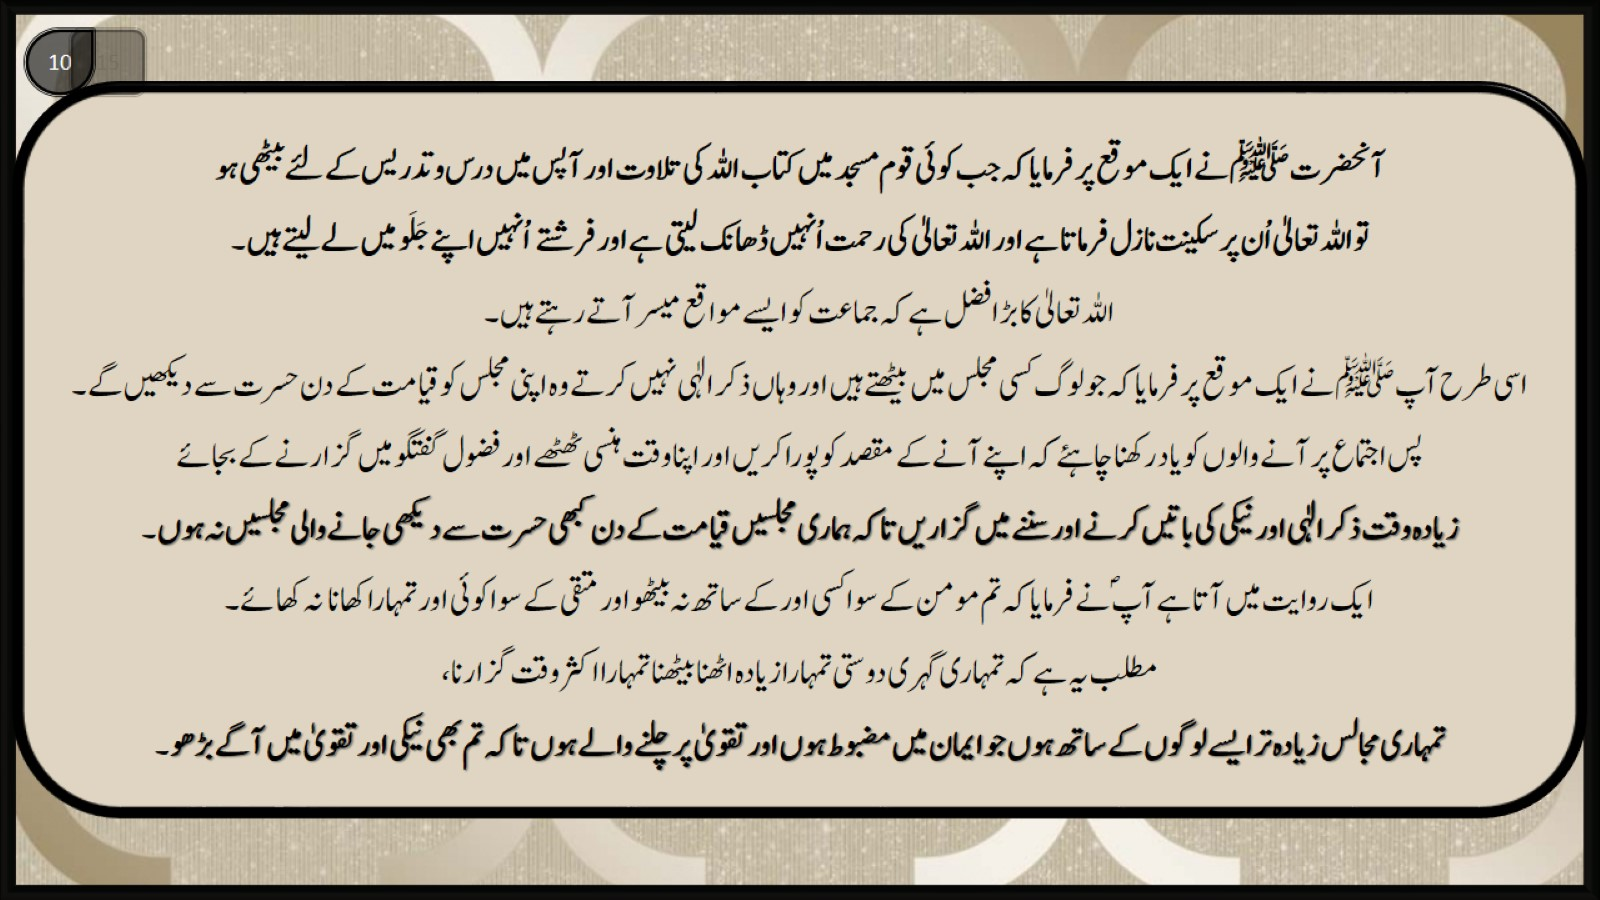 10
آنحضرت ﷺ نے ایک موقع پر فرمایا کہ جب کوئی قوم مسجد میں کتاب اللہ کی تلاوت اور آپس میں درس و تدریس کے لئے بیٹھی ہو
تو اللہ تعالیٰ اُن پر سکینت نازل فرماتا ہے اور اللہ تعالیٰ کی رحمت اُنہیں ڈھانک لیتی ہے اور فرشتے اُنہیں اپنے جَلَو میں لے لیتے ہیں۔
اللہ تعالیٰ کا بڑا فضل ہے کہ جماعت کو ایسے مواقع میسر آتے رہتے ہیں۔
اسی طرح آپ ﷺ نے ایک موقع پر فرمایا کہ جو لوگ کسی مجلس میں بیٹھتے ہیں اور وہاں ذکر الٰہی نہیں کرتے وہ اپنی مجلس کو قیامت کے دن حسرت سے دیکھیں گے۔
پس اجتماع پر آنے والوں کو یاد رکھنا چاہئے کہ اپنے آنے کے مقصد کو پورا کریں اور اپنا وقت ہنسی ٹھٹھے اور فضول گفتگو میں گزارنے کے بجائے
زیادہ وقت ذکر الٰہی اور نیکی کی باتیں کرنے اور سننے میں گزاریں تاکہ ہماری مجلسیں قیامت کے دن کبھی حسرت سے دیکھی جانے والی مجلسیں نہ ہوں۔
ایک روایت میں آتا ہے آپؐ نے فرمایا کہ تم مومن کے سوا کسی اور کے ساتھ نہ بیٹھو اور متقی کے سوا کوئی اور تمہارا کھانا نہ کھائے۔
مطلب یہ ہے کہ تمہاری گہری دوستی تمہارا زیادہ اٹھنا بیٹھنا تمہارا اکثر وقت گزارنا،
تمہاری مجالس زیادہ تر ایسے لوگوں کے ساتھ ہوں جو ایمان میں مضبوط ہوں اور تقویٰ پر چلنے والے ہوں تاکہ تم بھی نیکی اور تقویٰ میں آگے بڑھو۔